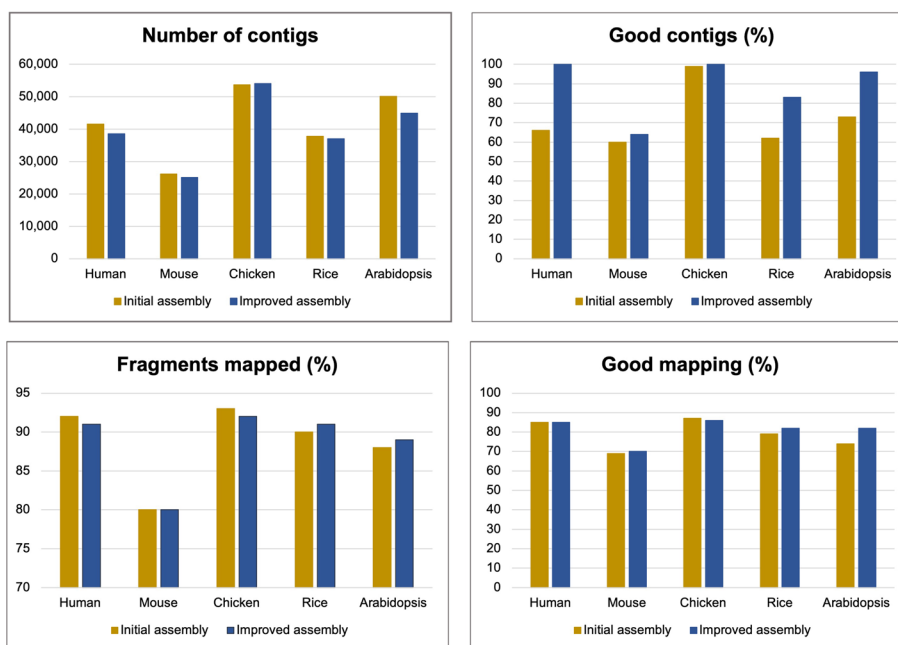 Number of contigs
60,000
50,000
40,000
30,000
20,000
10,000
0
Human Mouse Chicken Rice Arabidopsis
Initial assembly Improved assembly
Good contigs (%)
100
90
80
70
60
50
40
30
20
10
0
Human Mouse Chicken Rice Arabidopsis
Initial assembly Improved assembly
Fragments mapped (%)
95
90
85
80
75
70
Human Mouse Chicken Rice Arabidopsis
Initial assembly Improved assembly
Good mapping (%)
100
90
80
70
60
50
40
30
20
10
0
Human Mouse Chicken Rice Arabidopsis
Initial assembly Improved assembly